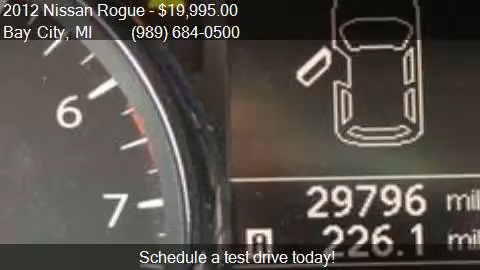 2012 Nissan Rogue - $19,995.00
Bay City, MI (989) 684-0500
6
7
29796 mil
226.1 mil
Schedule a test drive today!